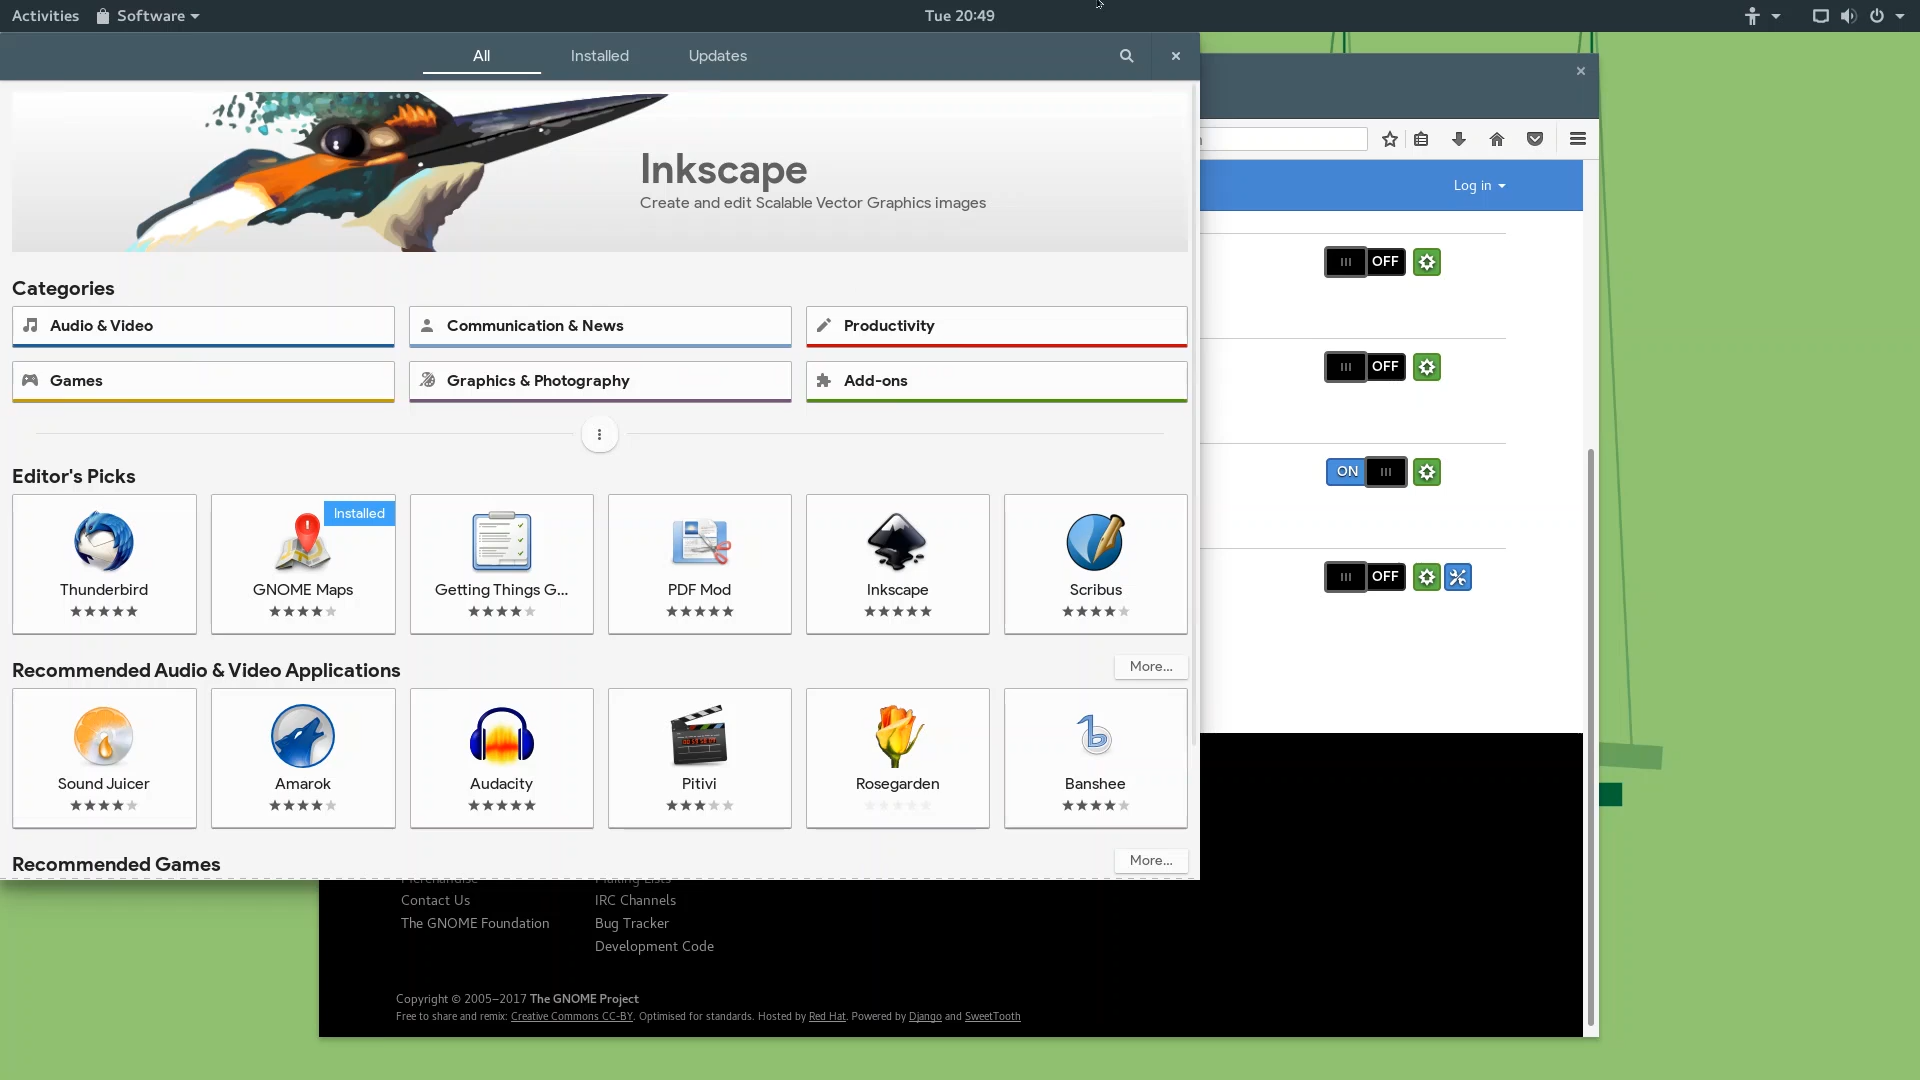 Activities Software Tue 20:49
All Installed Updates
Inkscape
Create and edit Scalable Vector Graphics images
Log in
Categories
Audio & Video Communication & News Productivity
Games Graphics & Photography Add-ons
OFF
OFF
ON
OFF
Editor's Picks
Installed
Thunderbird GNOME Maps Getting Things G... PDF Mod Inkscape Scribus
Recommended Audio & Video Applications More...
Sound Juicer Amarok Audacity Pitivi Rosegarden Banshee
Recommended Games More...
Merchandise Mailing Lists
Contact Us IRC Channels
The GNOME Foundation Bug Tracker
Development Code
Copyright © 2005–2017 The GNOME Project
Free to share and remix: Creative Commons CC-BY. Optimised for standards. Hosted by Red Hat. Powered by Django and SweetTooth